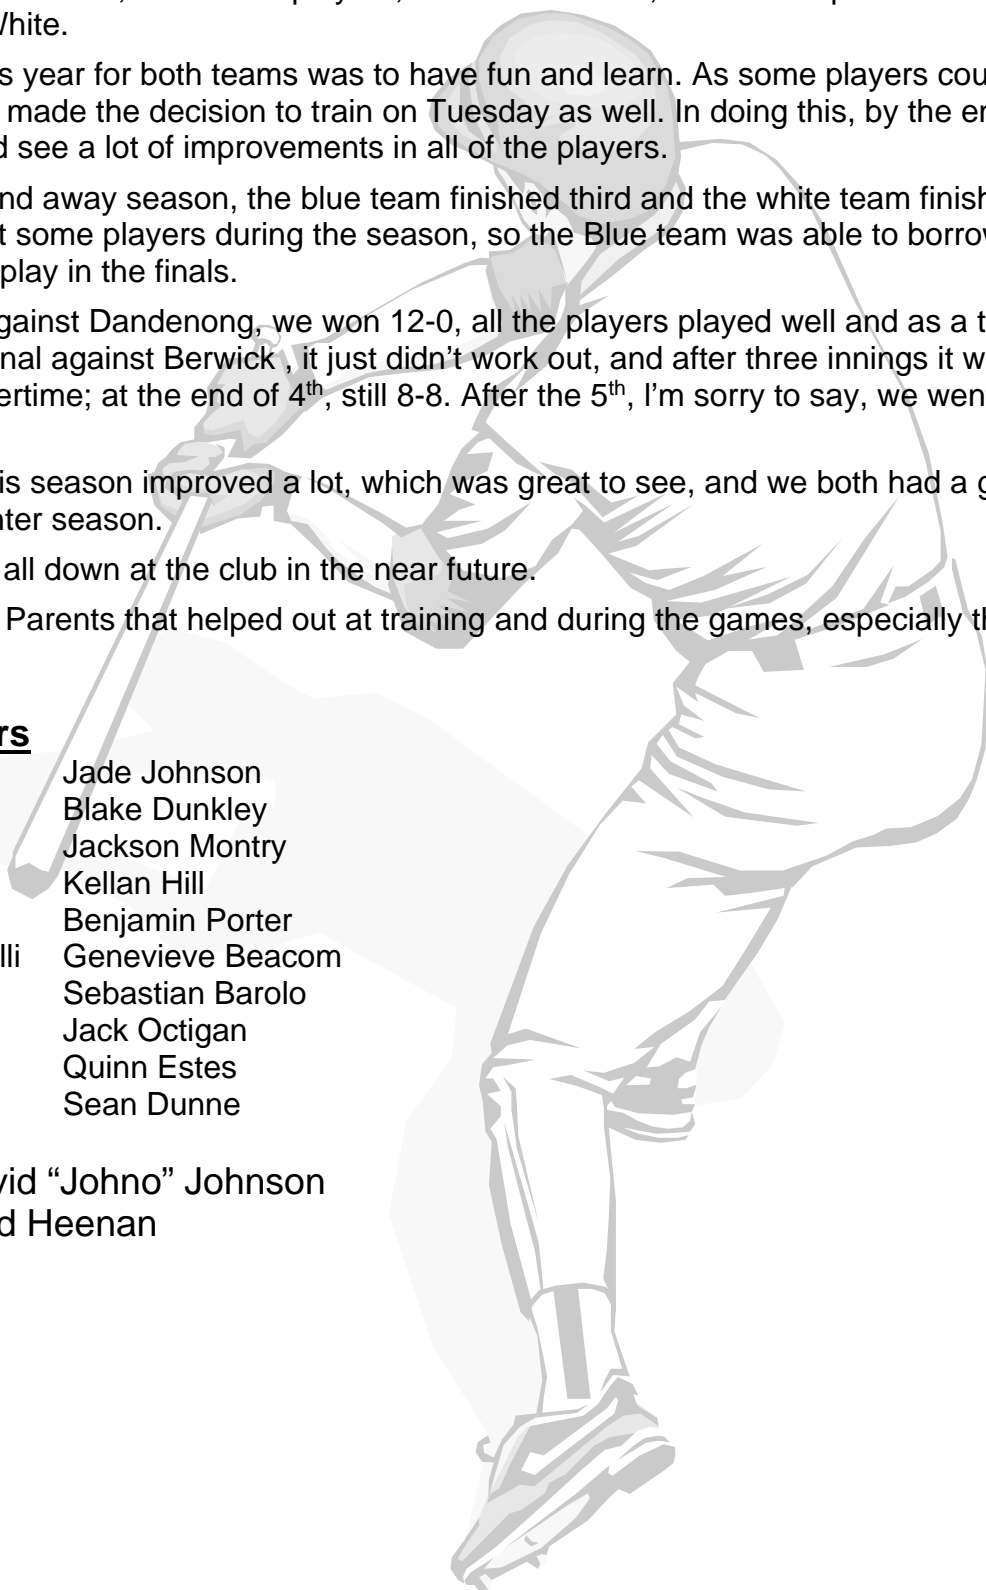 White.
s year for both teams was to have fun and learn. As some players cou
made the decision to train on Tuesday as well. In doing this, by the en
d see a lot of improvements in all of the players.
nd away season, the blue team finished third and the white team finish
t some players during the season, so the Blue team was able to borrow
play in the finals.
gainst Dandenong, we won 12-0, all the players played well and as a t
nal against Berwick , it just didn’t work out, and after three innings it w
ertime; at the end of 4th, still 8-8. After the 5th, I’m sorry to say, we wen
is season improved a lot, which was great to see, and we both had a g
nter season.
all down at the club in the near future.
Parents that helped out at training and during the games, especially th
rs
Jade Johnson
Blake Dunkley
Jackson Montry
Kellan Hill
Benjamin Porter
lli Genevieve Beacom
Sebastian Barolo
Jack Octigan
Quinn Estes
Sean Dunne
vid “Johno” Johnson
d Heenan